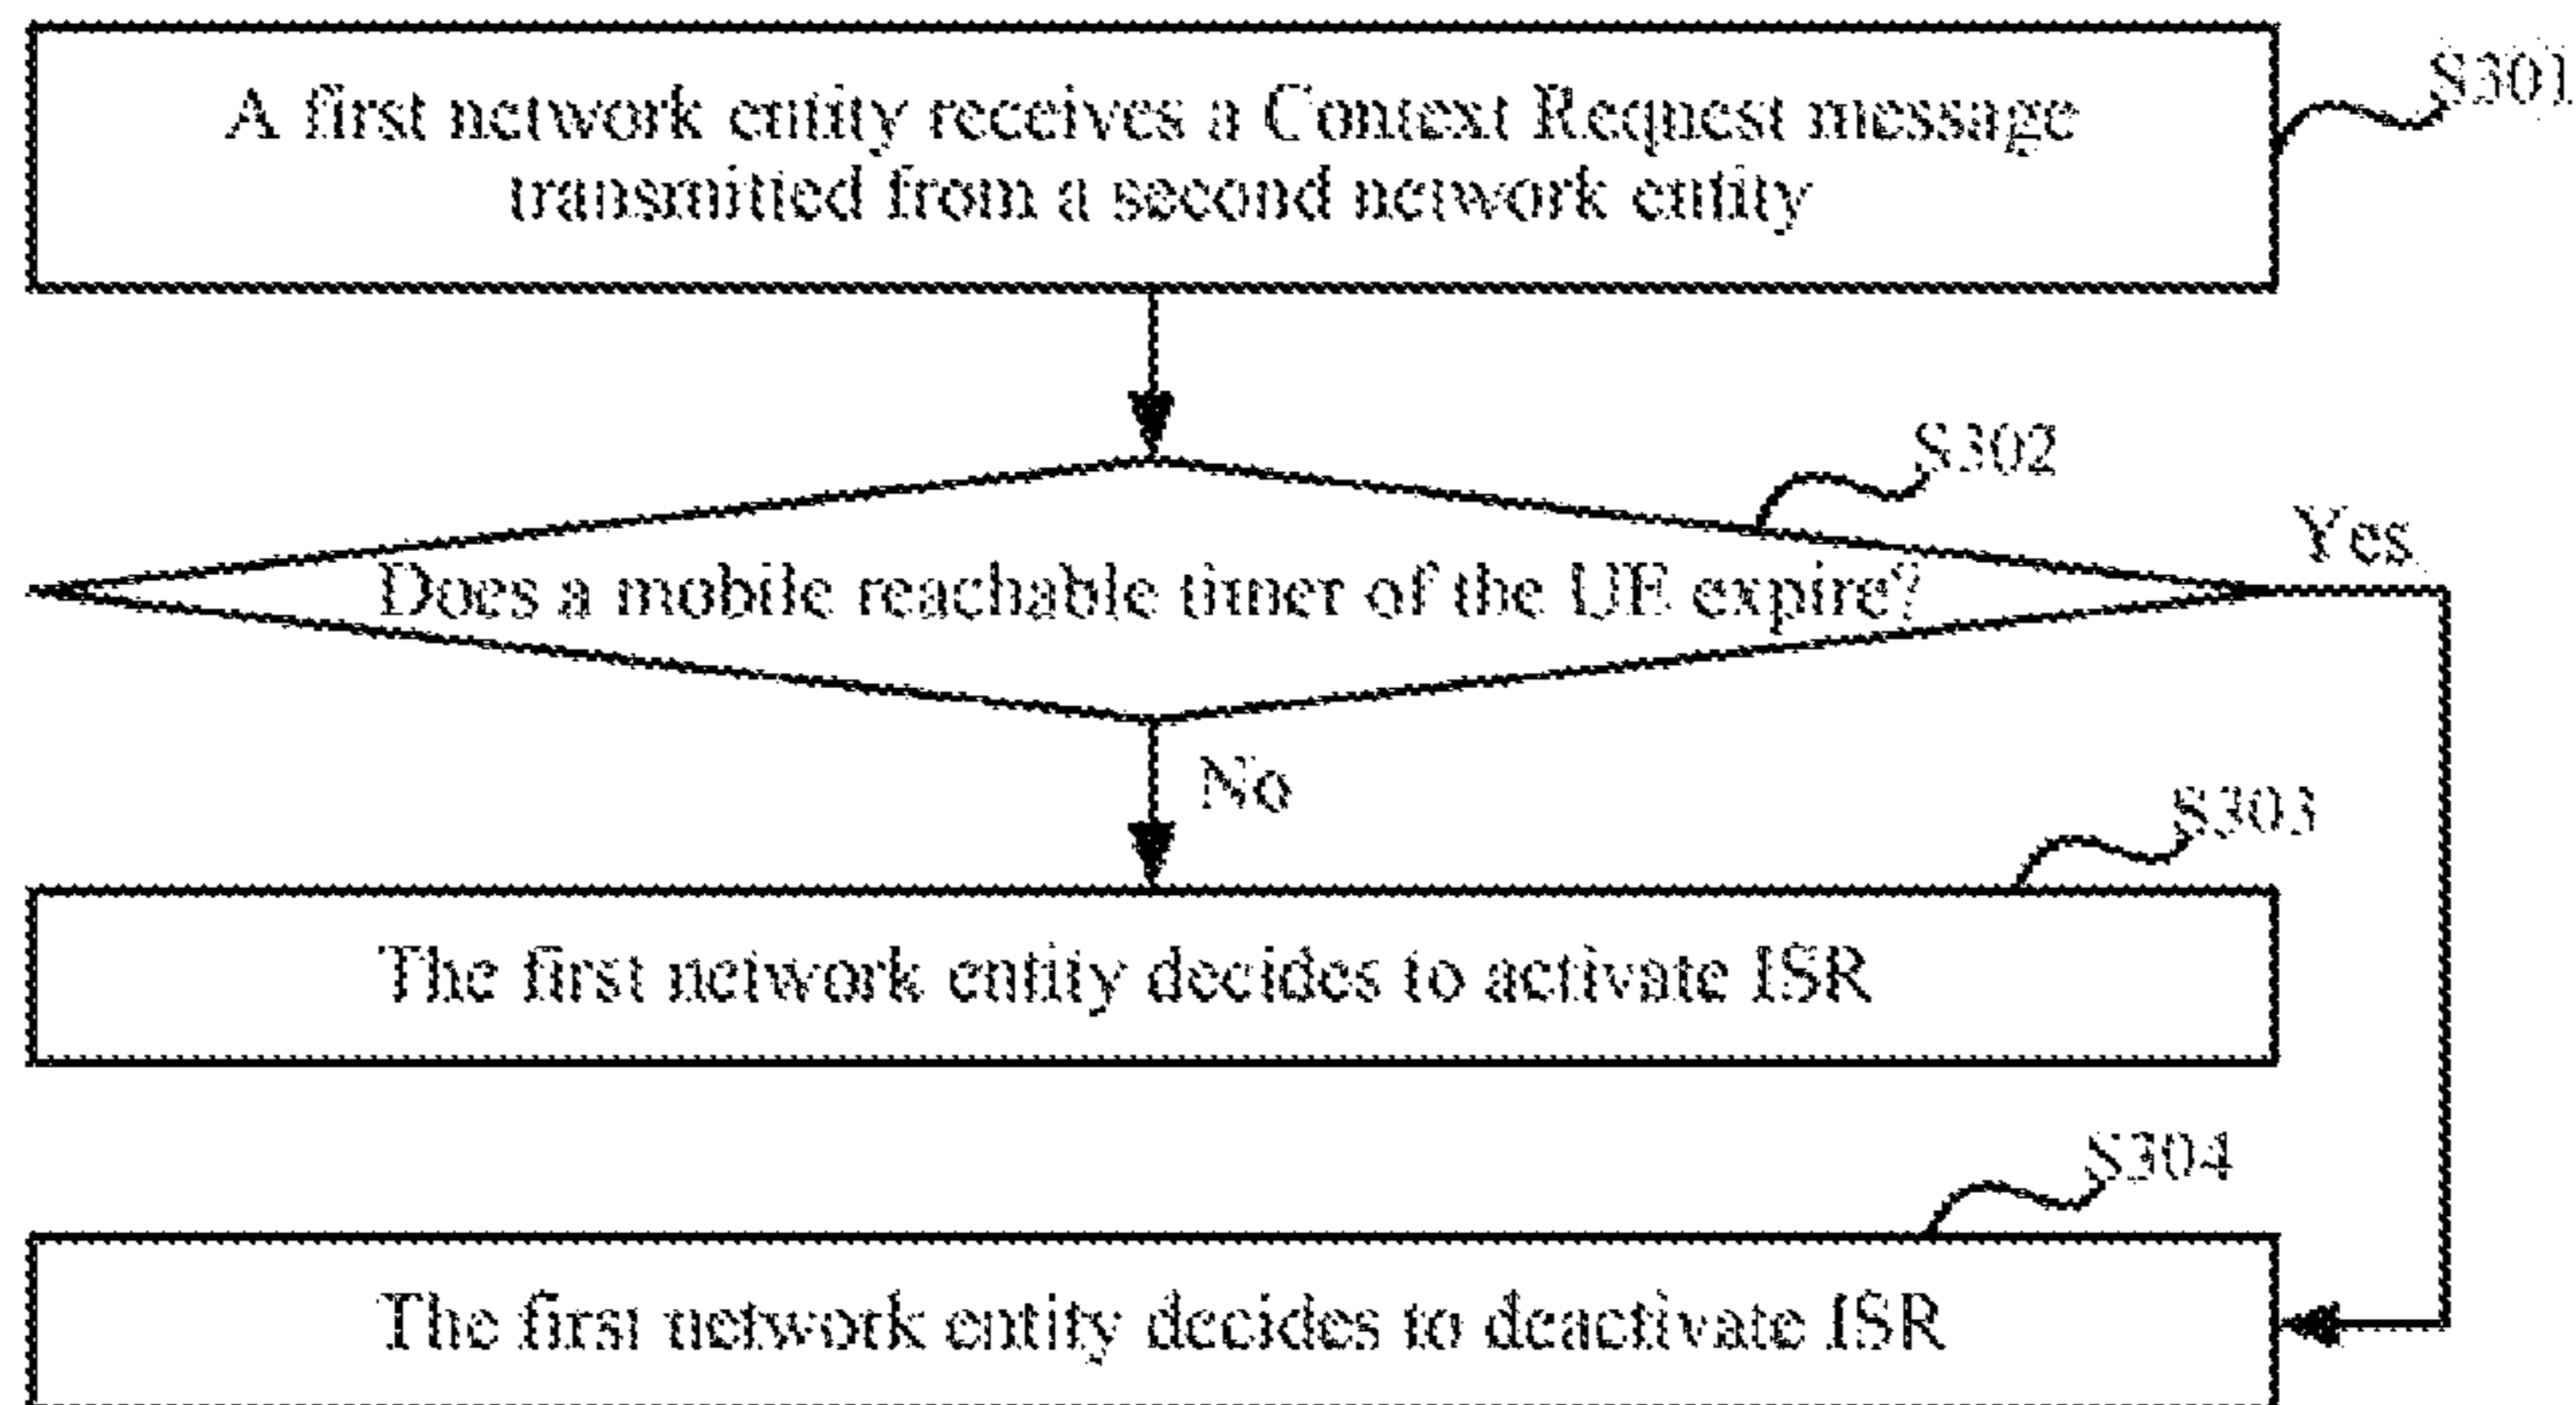 A first network entity receives a Context Request message
transmitted from a second network entity
S301
S302
Does a mobile reachable timer of the UE expire?
Yes
No
S303
The first network entity decides to activate ISR
S304
The first network entity decides to deactivate ISR